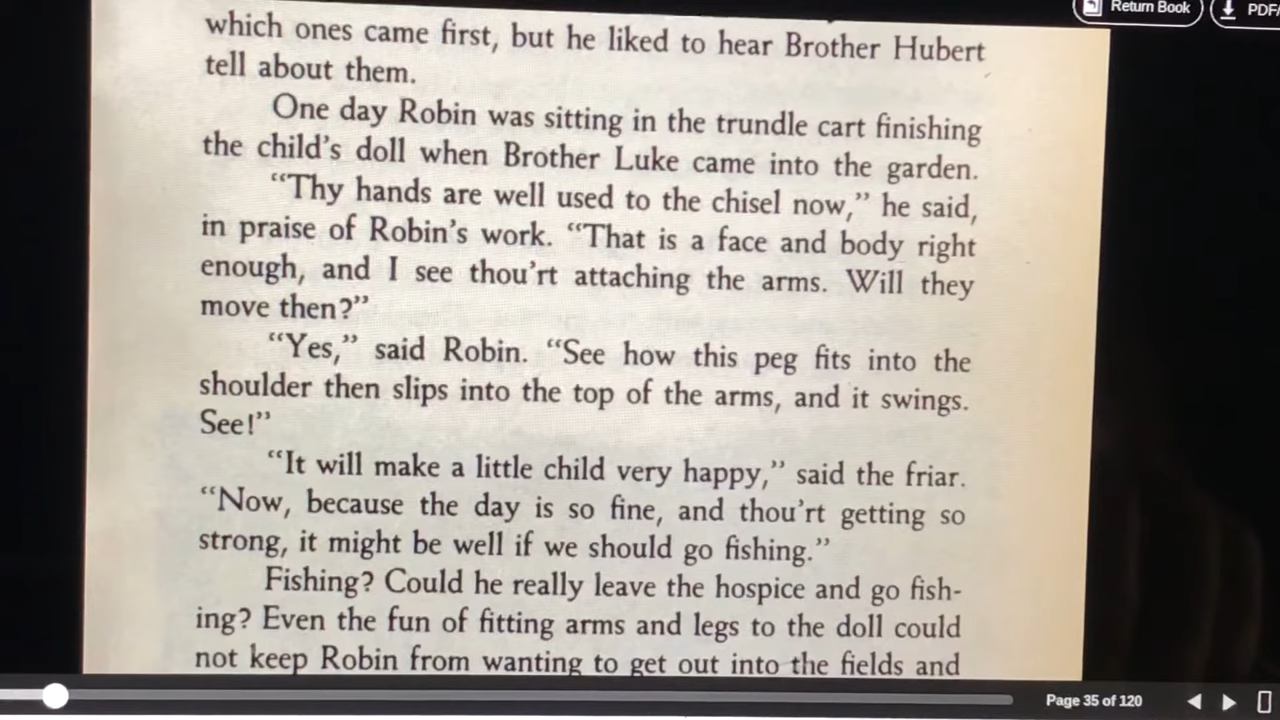 Return Book
PDF/
which ones came first, but he liked to hear Brother Hubert
tell about them.
One day Robin was sitting in the trundle cart finishing
the child's doll when Brother Luke came into the garden.
“Thy hands are well used to the chisel now,” he said,
in praise of Robin's work. “That is a face and body right
enough, and I see thou'rt attaching the arms. Will they
move then?”
“Yes,” said Robin. “See how this peg fits into the
shoulder then slips into the top of the arms, and it swings.
See!”
“It will make a little child very happy,” said the friar.
“Now, because the day is so fine, and thou'rt getting so
strong, it might be well if we should go fishing.”
Fishing? Could he really leave the hospice and go fish-
ing? Even the fun of fitting arms and legs to the doll could
not keep Robin from wanting to get out into the fields and
Page 35 of 120